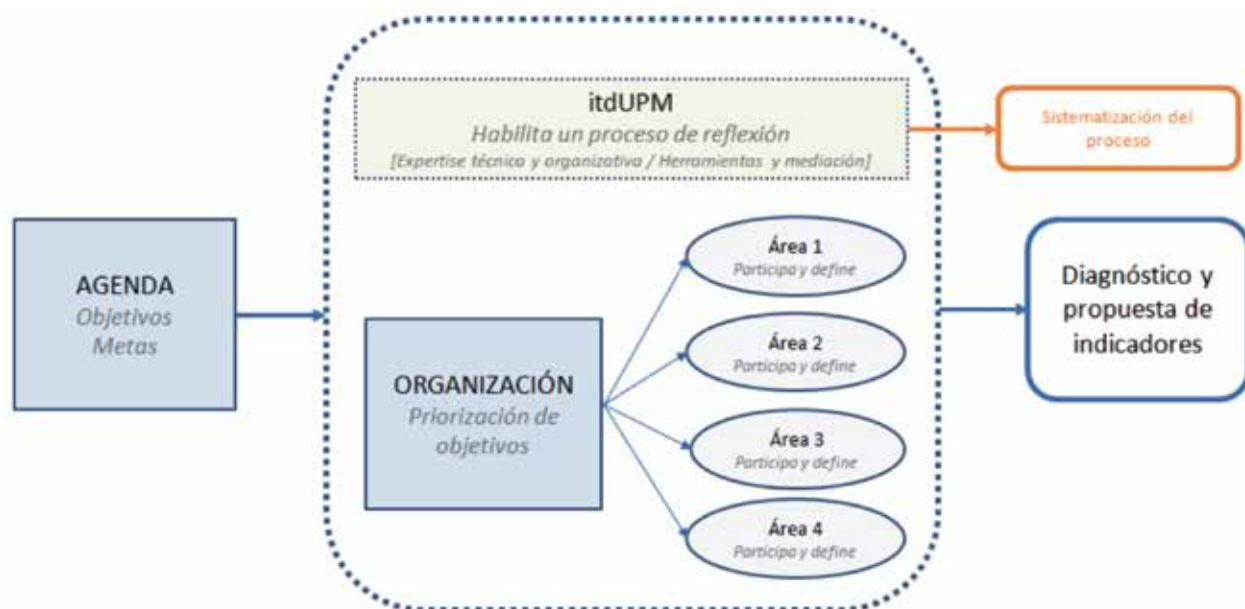 itdUPM
Habilita un proceso de reflexión
[Expertise técnica y organizativa / Herramientas y mediación]
Sistematización del
proceso
AGENDA
Objetivos
Metas
ORGANIZACIÓN
Priorización de
objetivos
Área 1
Participa y define
Área 2
Participa y define
Área 3
Participa y define
Área 4
Participa y define
Diagnóstico y
propuesta de
indicadores